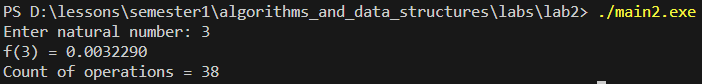 PS D:\lessons\semester1\algorithms_and_data_structures\labs\lab2> ./main2.exe
Enter natural number: 3
f(3) = 0.0032290
Count of operations = 38